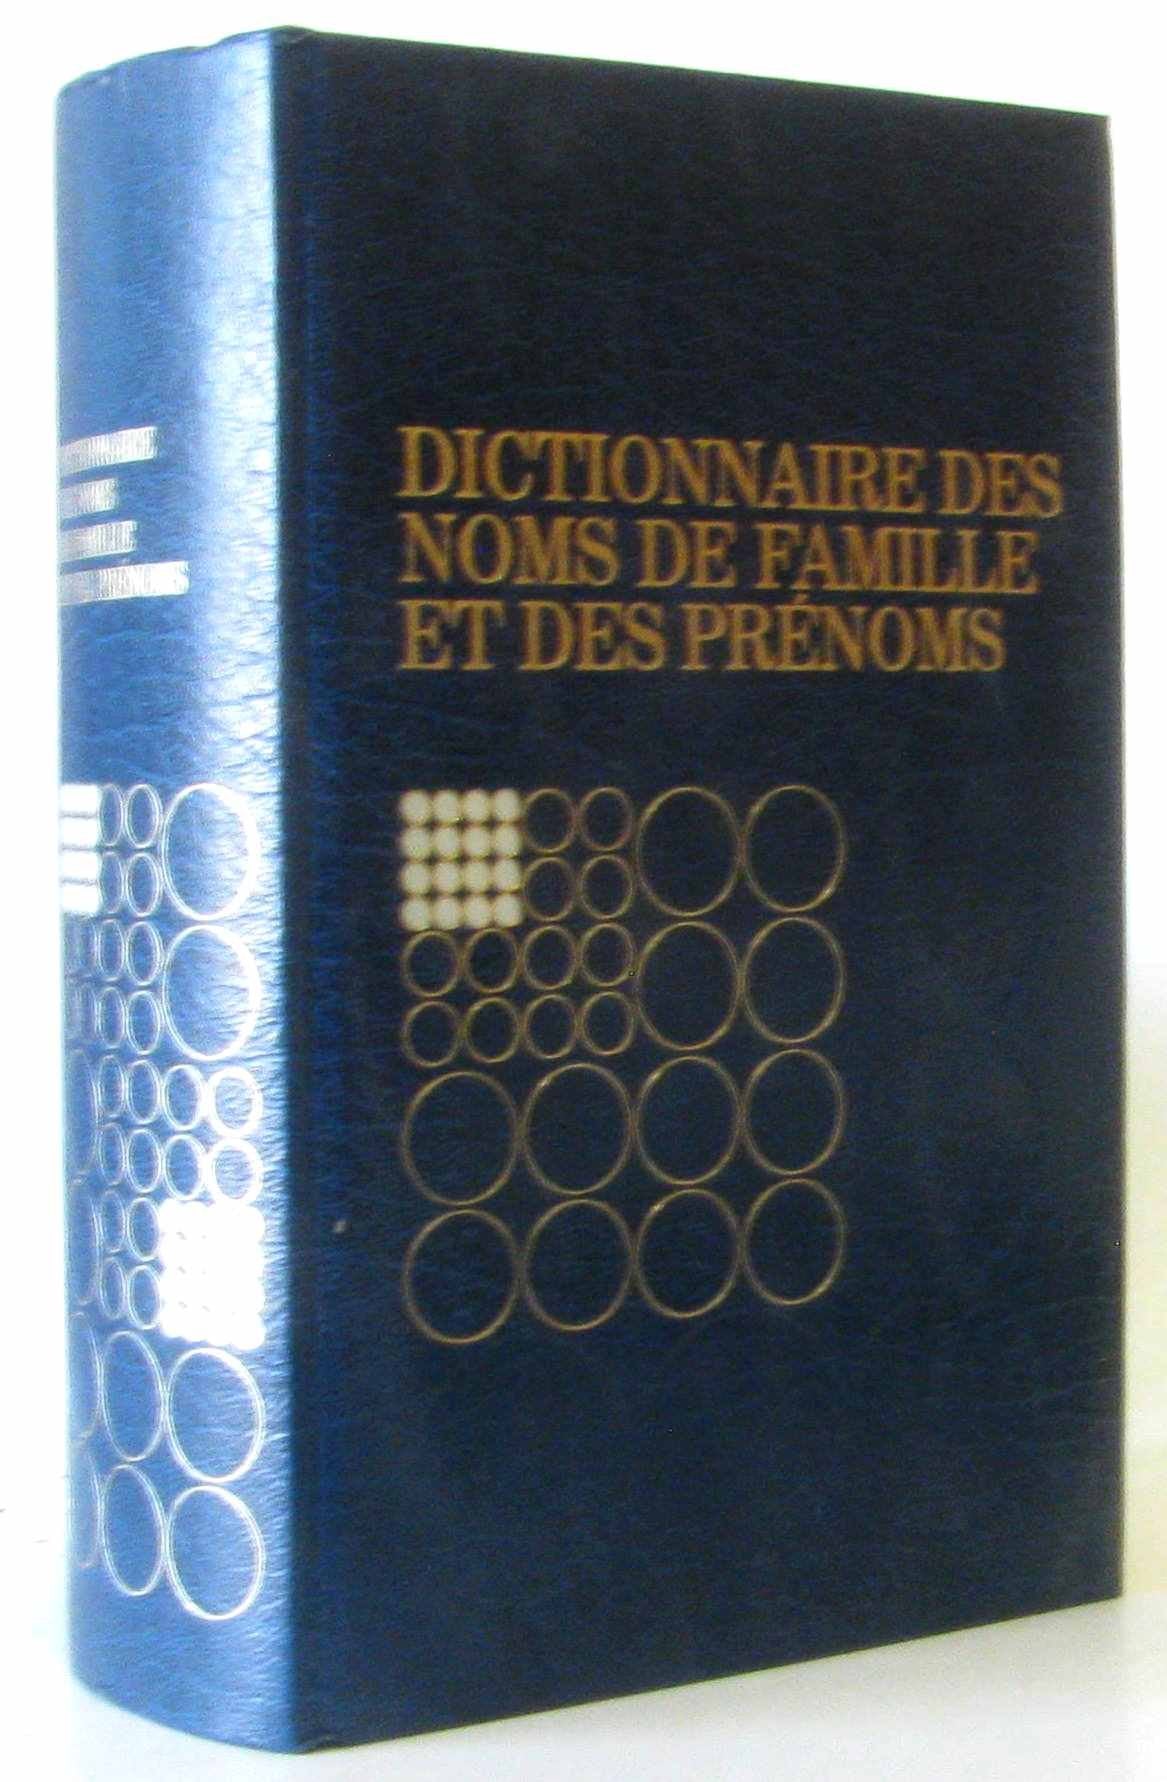 DICTIONNAIRE DES
NOMS DE FAMILLE
ET DES PRÉNOMS